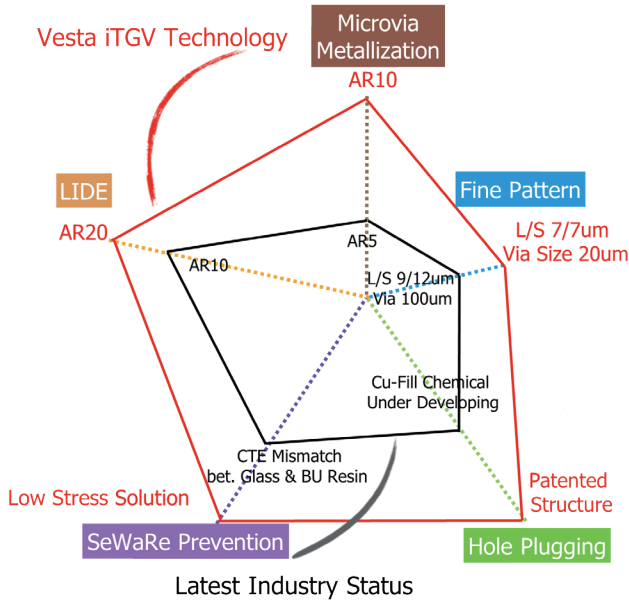 Microvia
Metallization
Vesta iTGV Technology
AR10
LIDE
Fine Pattern
AR20
L/S 7/7um
Via Size 20um
AR5
AR10
L/S 9/12um
Via 100um
Cu-Fill Chemical
Under Developing
CTE Mismatch
bet. Glass & BU Resin
Low Stress Solution
Patented
Structure
SeWaRe Prevention
Hole Plugging
Latest Industry Status